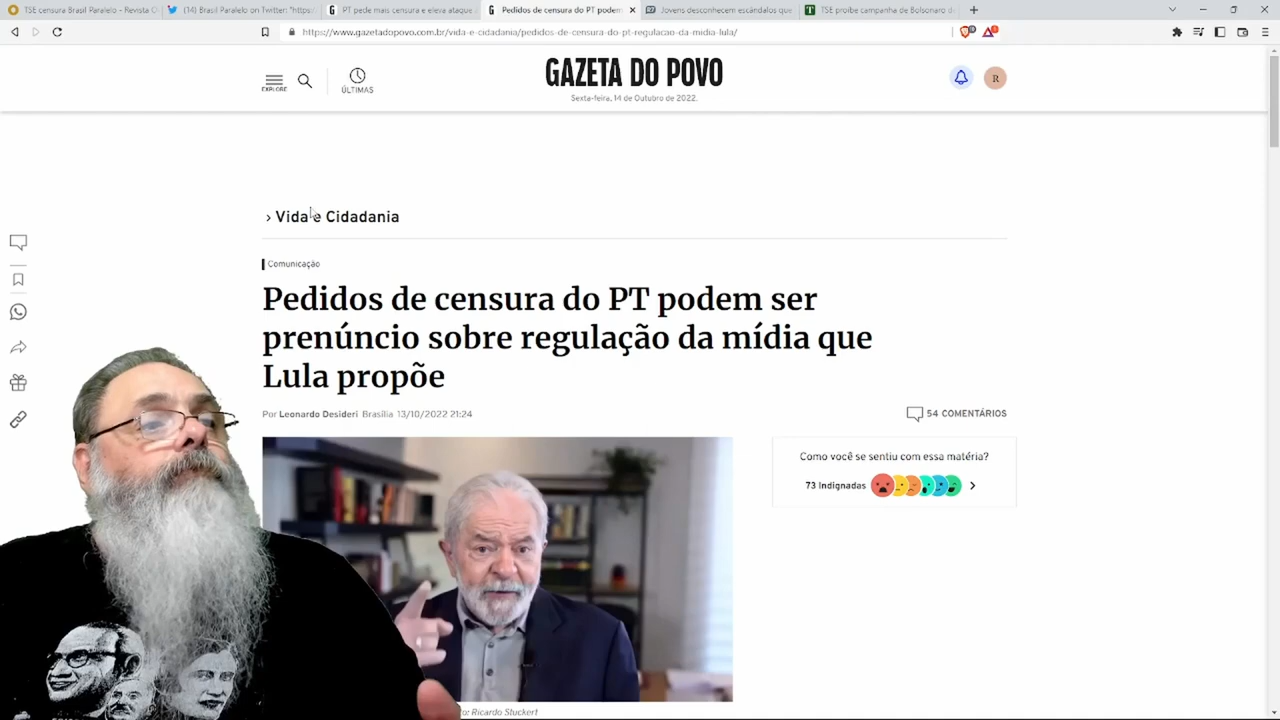 TSE censura Brasil Paralelo - Revista O
(14) Brasil Paralelo on Twitter: "https:/
PT pede mais censura e eleva ataque
Pedidos de censura do PT podem
Jovens desconhecem escândalos que
TSE proíbe campanha de Bolsonaro d
https://www.gazetadopovo.com.br/vida-e-cidadania/pedidos-de-censura-do-pt-regulacao-da-midia-lula/
EXPLORE
ÚLTIMAS
GAZETA DO POVO
Sexta-feira, 14 de Outubro de 2022.
R
› Vida e Cidadania
Comunicação
Pedidos de censura do PT podem ser
prenúncio sobre regulação da mídia que
Lula propõe
Por Leonardo Desideri Brasília 13/10/2022 21:24
54 COMENTÁRIOS
Como você se sentiu com essa matéria?
73 Indignadas
Ricardo Stuckert